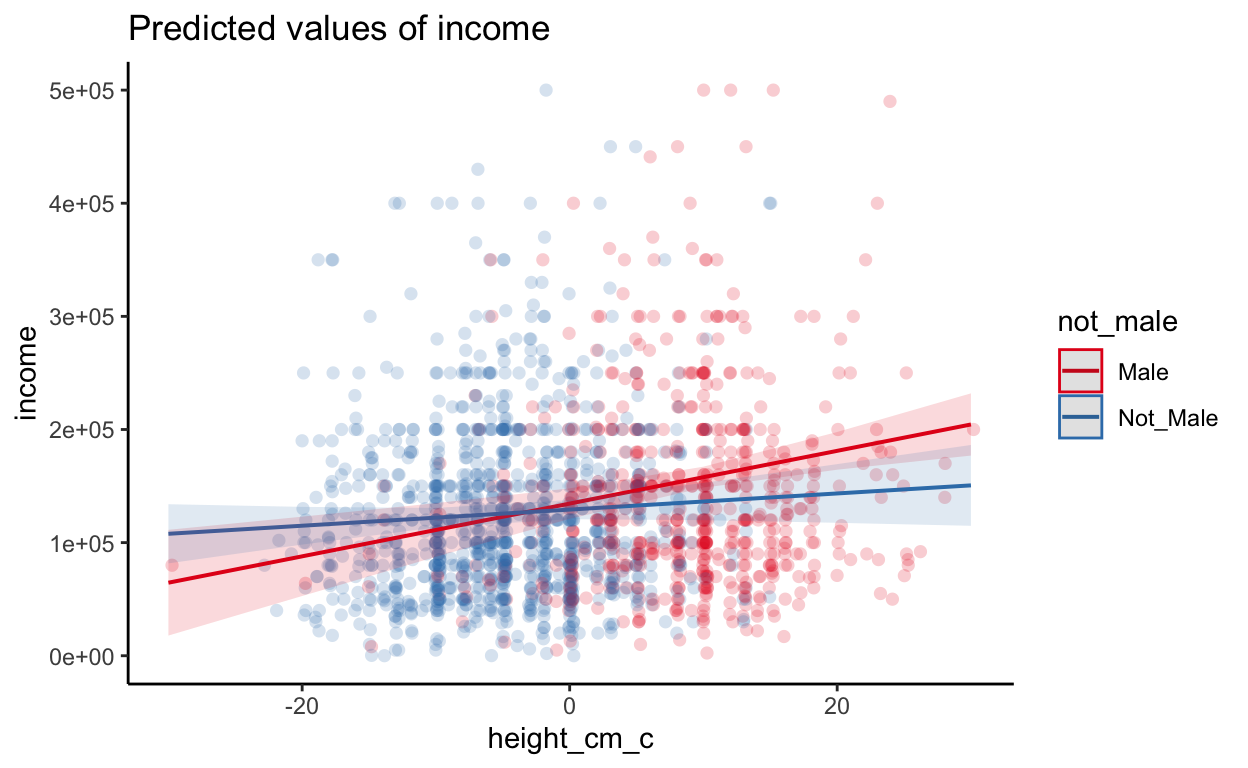 Predicted values of income
5e+05
4e+05
3e+05
2e+05
1e+05
0e+00
income
-20 0 20
height_cm_c
not_male
Male
Not_Male